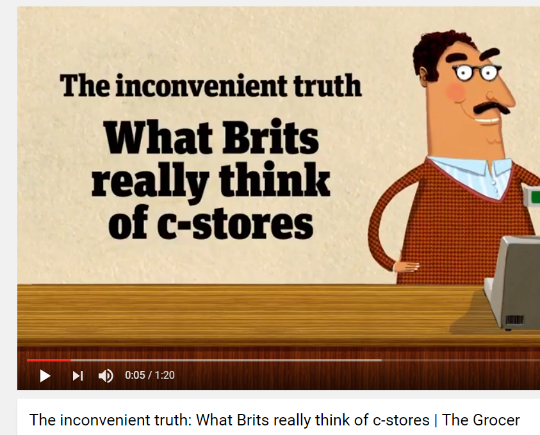 The inconvenient truth
What Brits
really think
of c-stores
0:05 / 1:20
The inconvenient truth: What Brits really think of c-stores | The Grocer